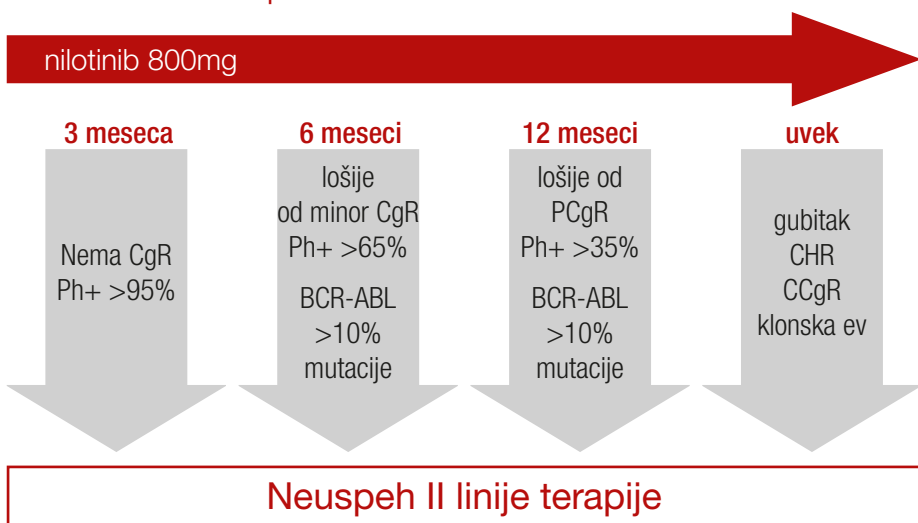 nilotinib 800mg
3 meseca
Nema CgR
Ph+ >95%
6 meseci
lošije
od minor CgR
Ph+ >65%
BCR-ABL
>10%
mutacije
12 meseci
lošije od
PCgR
Ph+ >35%
BCR-ABL
>10%
mutacije
uvek
gubitak
CHR
CCgR
klonska ev
Neuspeh II linije terapije